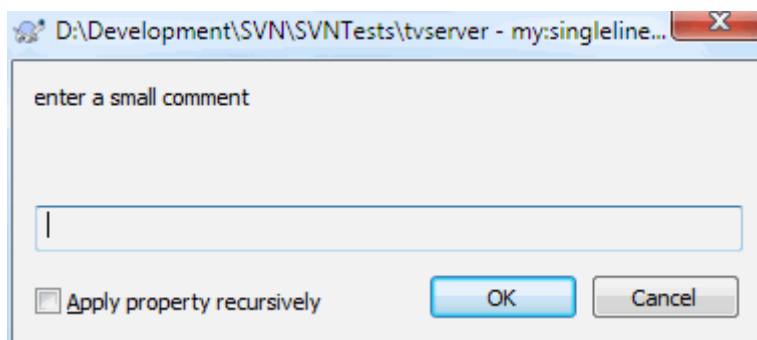 D:\Development\SVN\SVNTests\tvserver - my:singleline...
enter a small comment
Apply property recursively
OK
Cancel